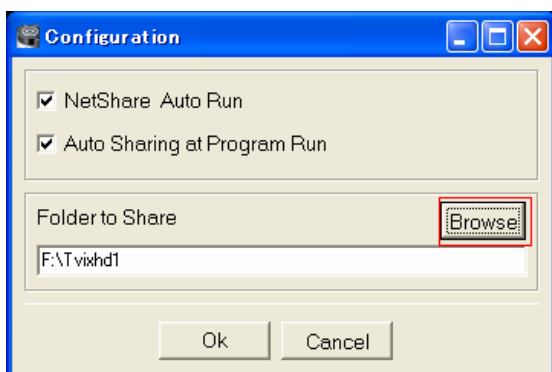 Configuration
NetShare Auto Run
Auto Sharing at Program Run
Folder to Share
Browse
F:\Tvixhd1
Ok
Cancel